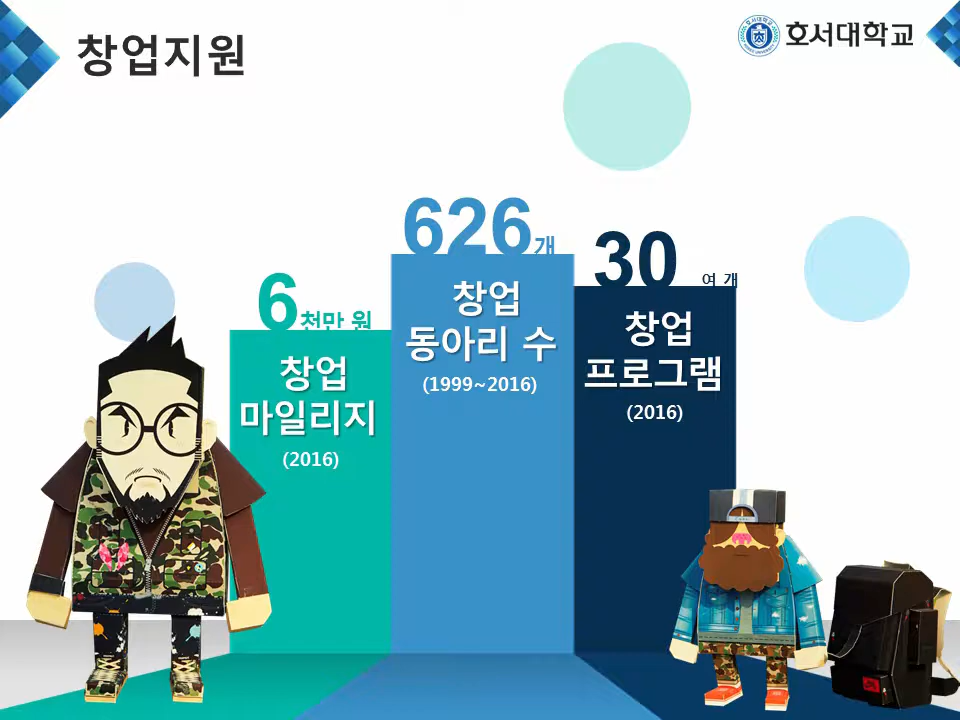 창업지원
호서대학교
626개
30여 개
6천만 원
창업
동아리 수
(1999~2016)
창업
프로그램
(2016)
창업
마일리지
(2016)